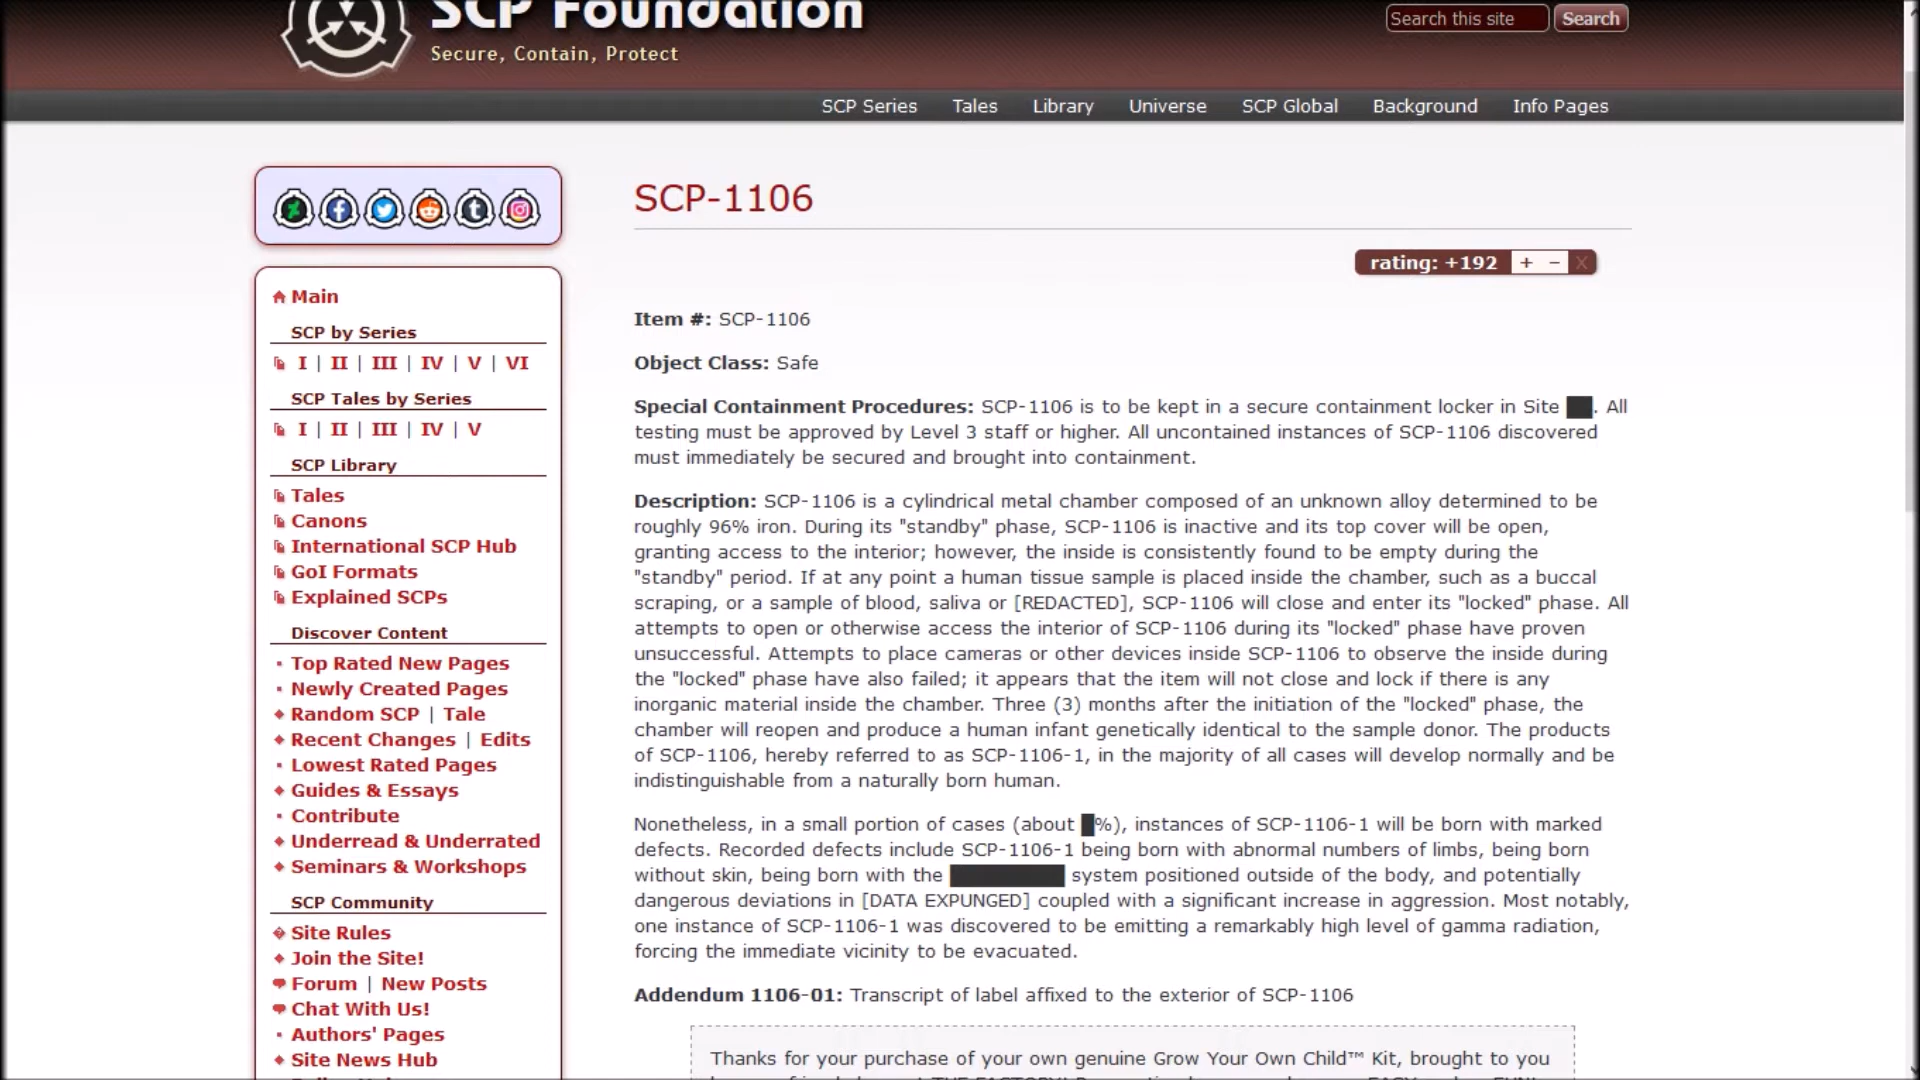 SCP Foundation
Secure, Contain, Protect
Search this site
Search
SCP Series Tales Library Universe SCP Global Background Info Pages
Main
SCP by Series
I | II | III | IV | V | VI
SCP Tales by Series
I | II | III | IV | V
SCP Library
Tales
Canons
International SCP Hub
GoI Formats
Explained SCPs
Discover Content
Top Rated New Pages
Newly Created Pages
Random SCP | Tale
Recent Changes | Edits
Lowest Rated Pages
Guides & Essays
Contribute
Underread & Underrated
Seminars & Workshops
SCP Community
Site Rules
Join the Site!
Forum | New Posts
Chat With Us!
Authors' Pages
Site News Hub
SCP-1106
rating: +192 + − X
Item #: SCP-1106
Object Class: Safe
Special Containment Procedures: SCP-1106 is to be kept in a secure containment locker in Site ██. All
testing must be approved by Level 3 staff or higher. All uncontained instances of SCP-1106 discovered
must immediately be secured and brought into containment.
Description: SCP-1106 is a cylindrical metal chamber composed of an unknown alloy determined to be
roughly 96% iron. During its "standby" phase, SCP-1106 is inactive and its top cover will be open,
granting access to the interior; however, the inside is consistently found to be empty during the
"standby" period. If at any point a human tissue sample is placed inside the chamber, such as a buccal
scraping, or a sample of blood, saliva or [REDACTED], SCP-1106 will close and enter its "locked" phase. All
attempts to open or otherwise access the interior of SCP-1106 during its "locked" phase have proven
unsuccessful. Attempts to place cameras or other devices inside SCP-1106 to observe the inside during
the "locked" phase have also failed; it appears that the item will not close and lock if there is any
inorganic material inside the chamber. Three (3) months after the initiation of the "locked" phase, the
chamber will reopen and produce a human infant genetically identical to the sample donor. The products
of SCP-1106, hereby referred to as SCP-1106-1, in the majority of all cases will develop normally and be
indistinguishable from a naturally born human.
Nonetheless, in a small portion of cases (about █%), instances of SCP-1106-1 will be born with marked
defects. Recorded defects include SCP-1106-1 being born with abnormal numbers of limbs, being born
without skin, being born with the █████████ system positioned outside of the body, and potentially
dangerous deviations in [DATA EXPUNGED] coupled with a significant increase in aggression. Most notably,
one instance of SCP-1106-1 was discovered to be emitting a remarkably high level of gamma radiation,
forcing the immediate vicinity to be evacuated.
Addendum 1106-01: Transcript of label affixed to the exterior of SCP-1106
Thanks for your purchase of your own genuine Grow Your Own Child™ Kit, brought to you